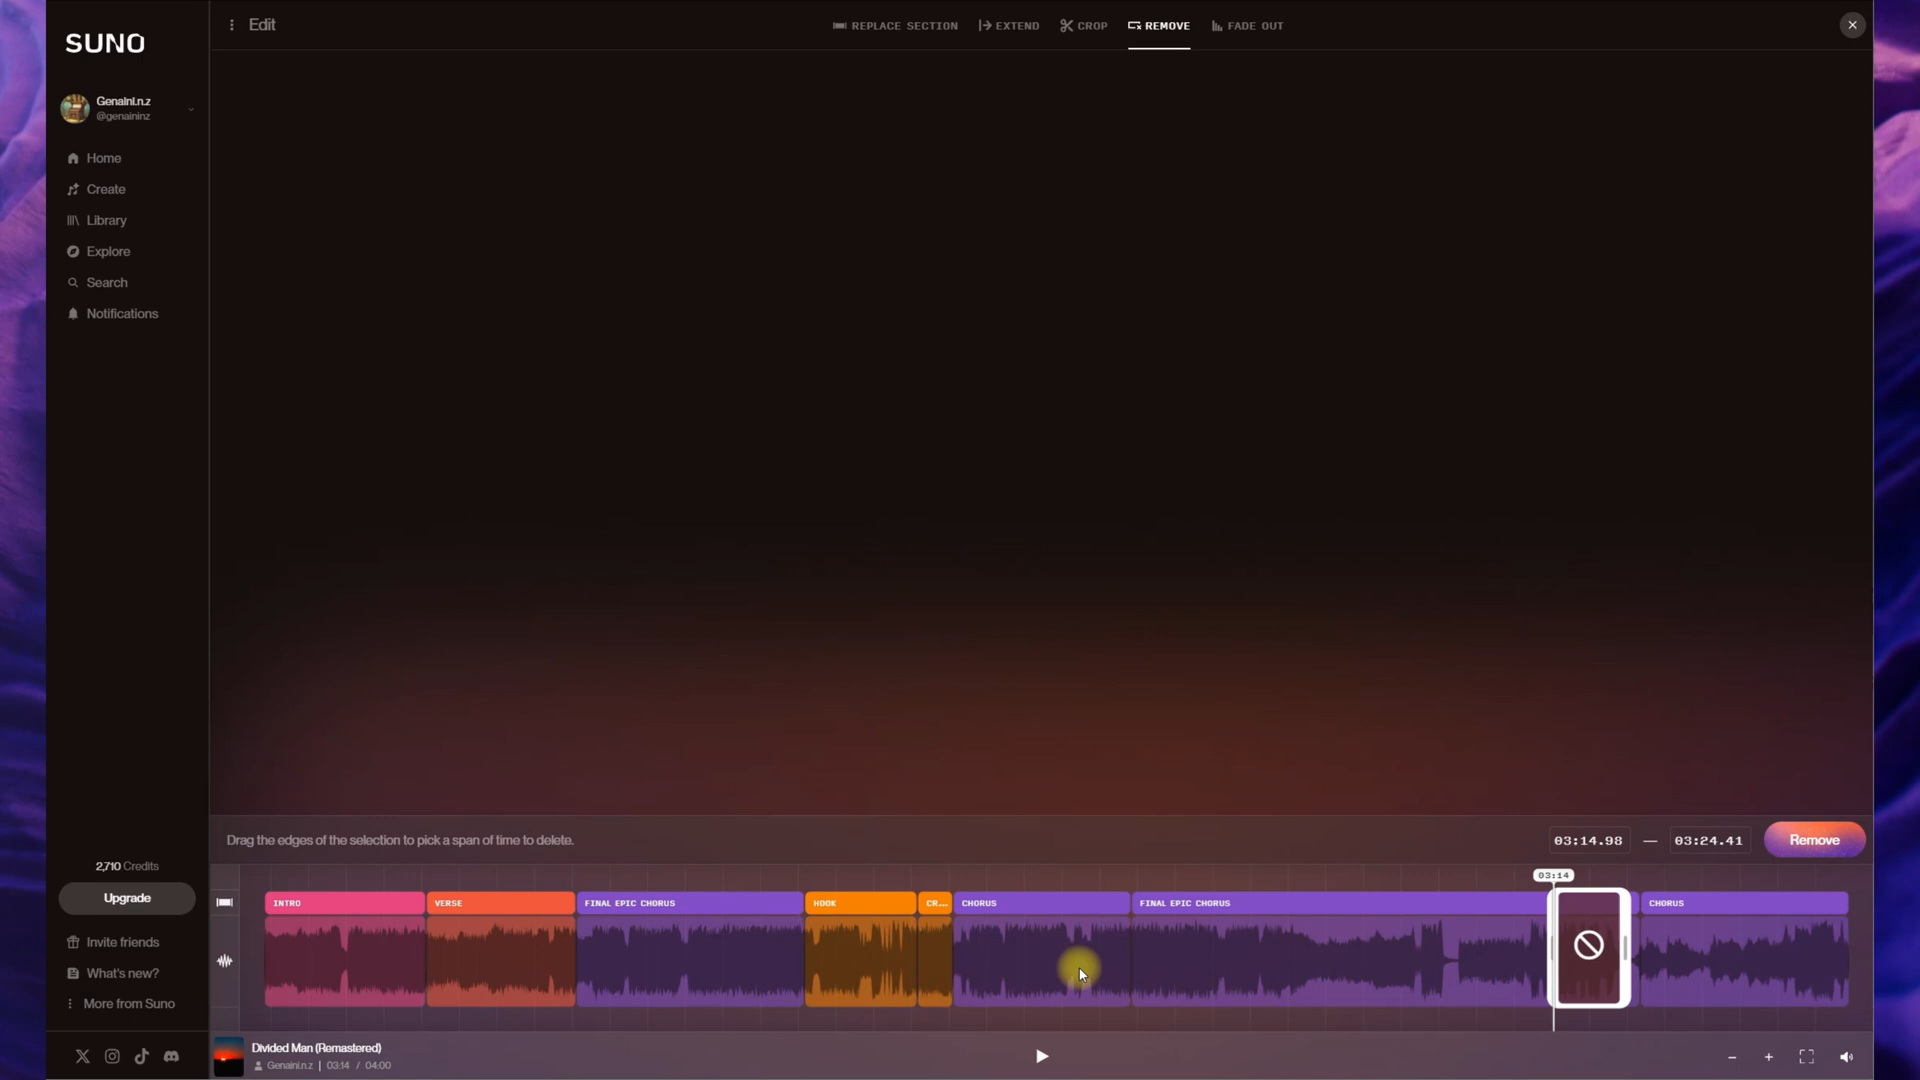 SUNO
Edit
REPLACE SECTION
EXTEND
CROP
REMOVE
FADE OUT
Genaini.n.z
@genaininz
Home
Create
Library
Explore
Search
Notifications
2,710 Credits
Upgrade
Invite friends
What's new?
More from Suno
Drag the edges of the selection to pick a span of time to delete.
03:14.98 — 03:24.41
Remove
03:14
INTRO
VERSE
FINAL EPIC CHORUS
HOOK
CR...
CHORUS
FINAL EPIC CHORUS
CHORUS
Divided Man (Remastered)
Genaini.n.z | 03:14 / 04:00